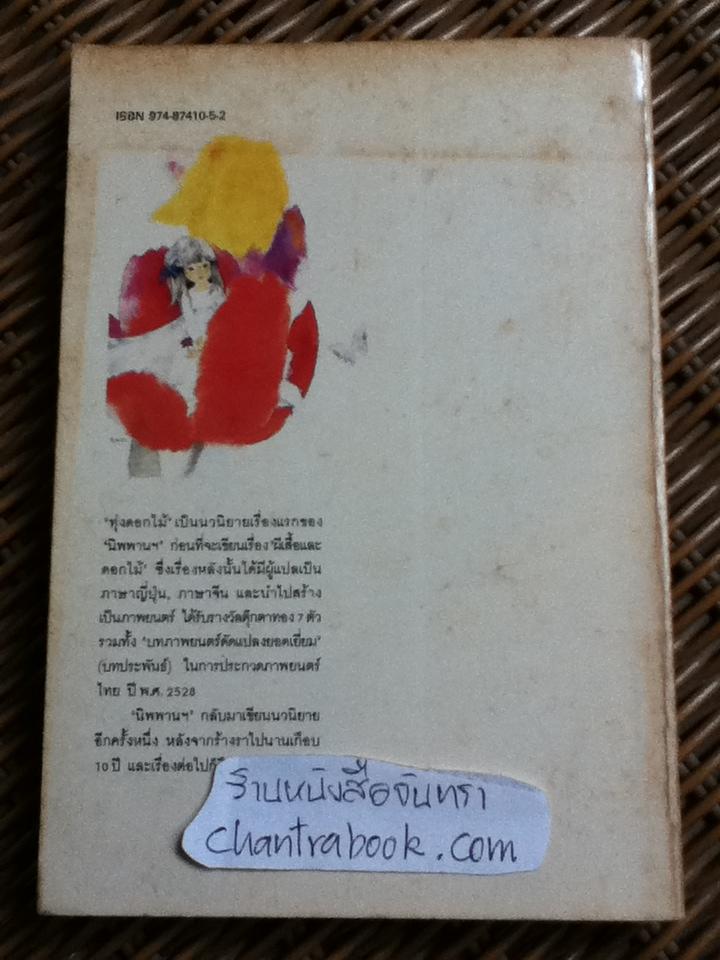 ISBN 974-87410-5-2
"ทุ่งดอกไม้" เป็นนวนิยายเรื่องแรกของ
"นิพพานฯ" ก่อนที่จะเขียนเรื่อง "ผีเสื้อและ
ดอกไม้" ซึ่งเรื่องหลังนั้นได้มีผู้แปลเป็น
ภาษาญี่ปุ่น, ภาษาจีน และนำไปสร้าง
เป็นภาพยนตร์ ได้รับรางวัลตุ๊กตาทอง 7 ตัว
รวมทั้ง "บทภาพยนตร์ดัดแปลงยอดเยี่ยม"
(บทประพันธ์) ในการประกวดภาพยนตร์
ไทย ปี พ.ศ. 2528
"นิพพานฯ" กลับมาเขียนนวนิยาย
อีกครั้งหนึ่ง หลังจากร้างราไปนานเกือบ
10 ปี และเรื่องต่อไปก็
ร้านหนังสือจันทรา
chantrabook.com